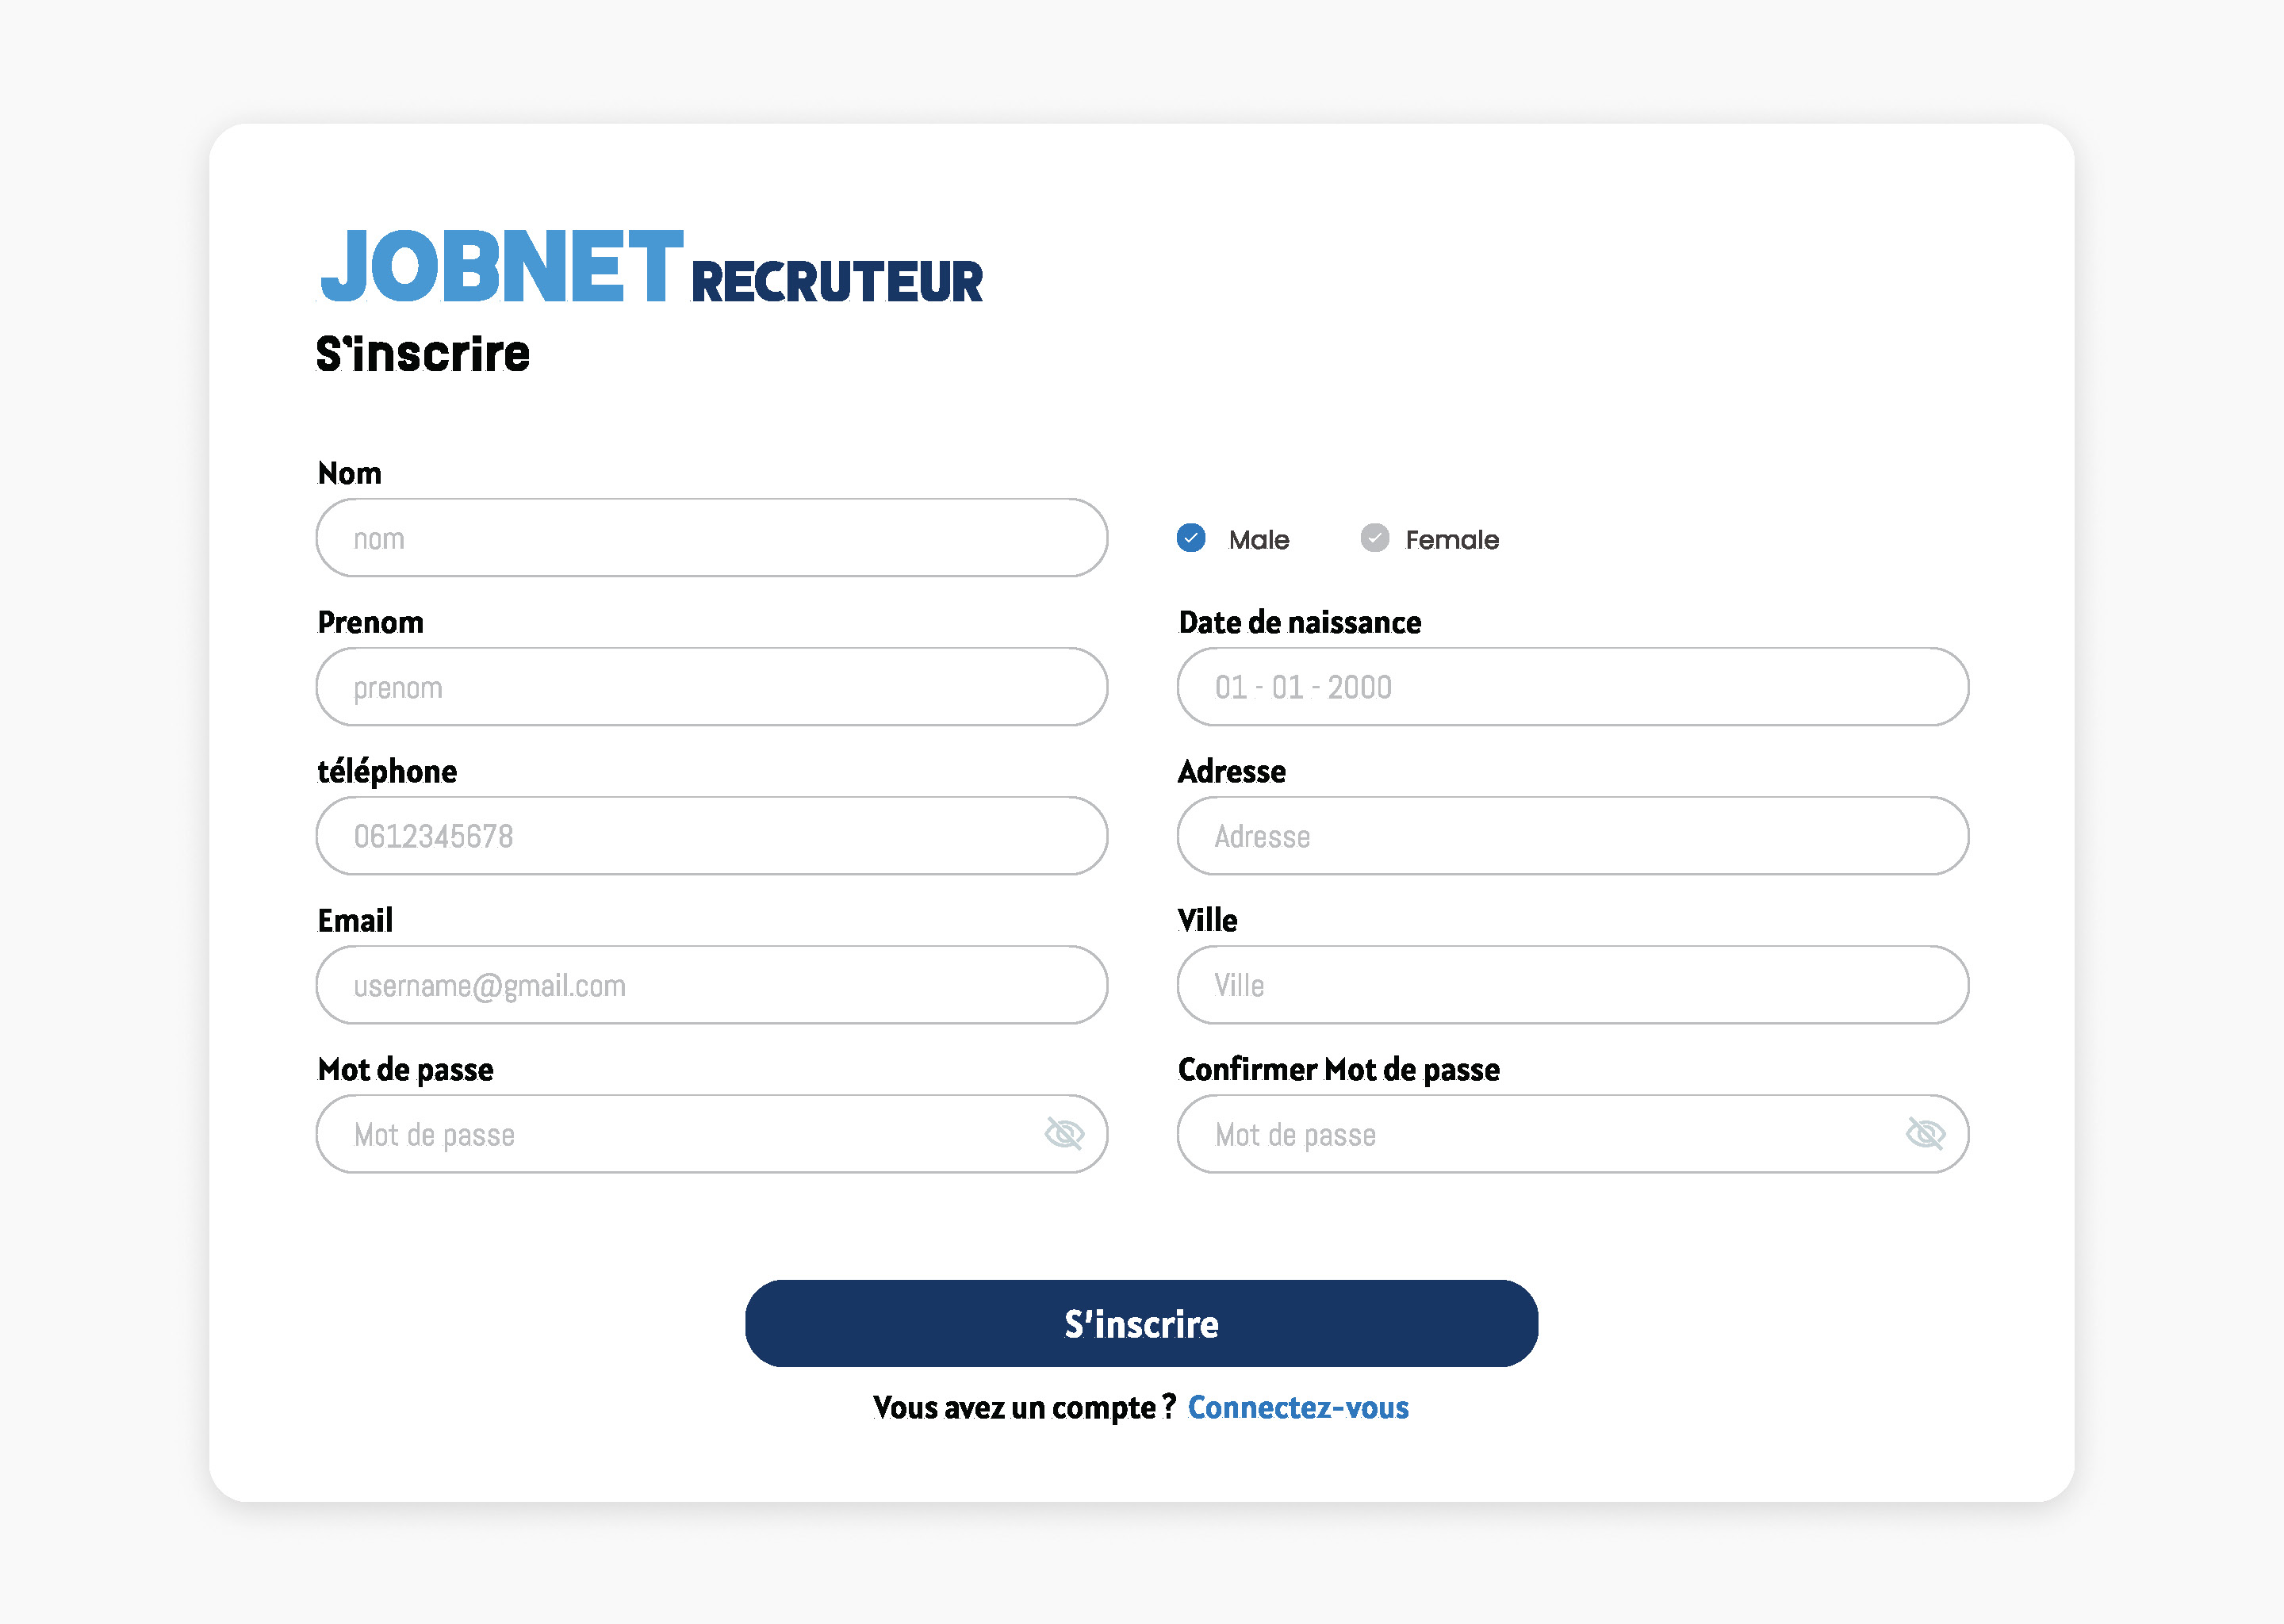 JOBNET RECRUTEUR
S'inscrire
Nom
nom
Male Female
Prenom
Date de naissance
prenom
01 - 01 - 2000
téléphone
Adresse
0612345678
Adresse
Email
Ville
username@gmail.com
Ville
Mot de passe
Confirmer Mot de passe
Mot de passe
Mot de passe
S'inscrire
Vous avez un compte ? Connectez-vous